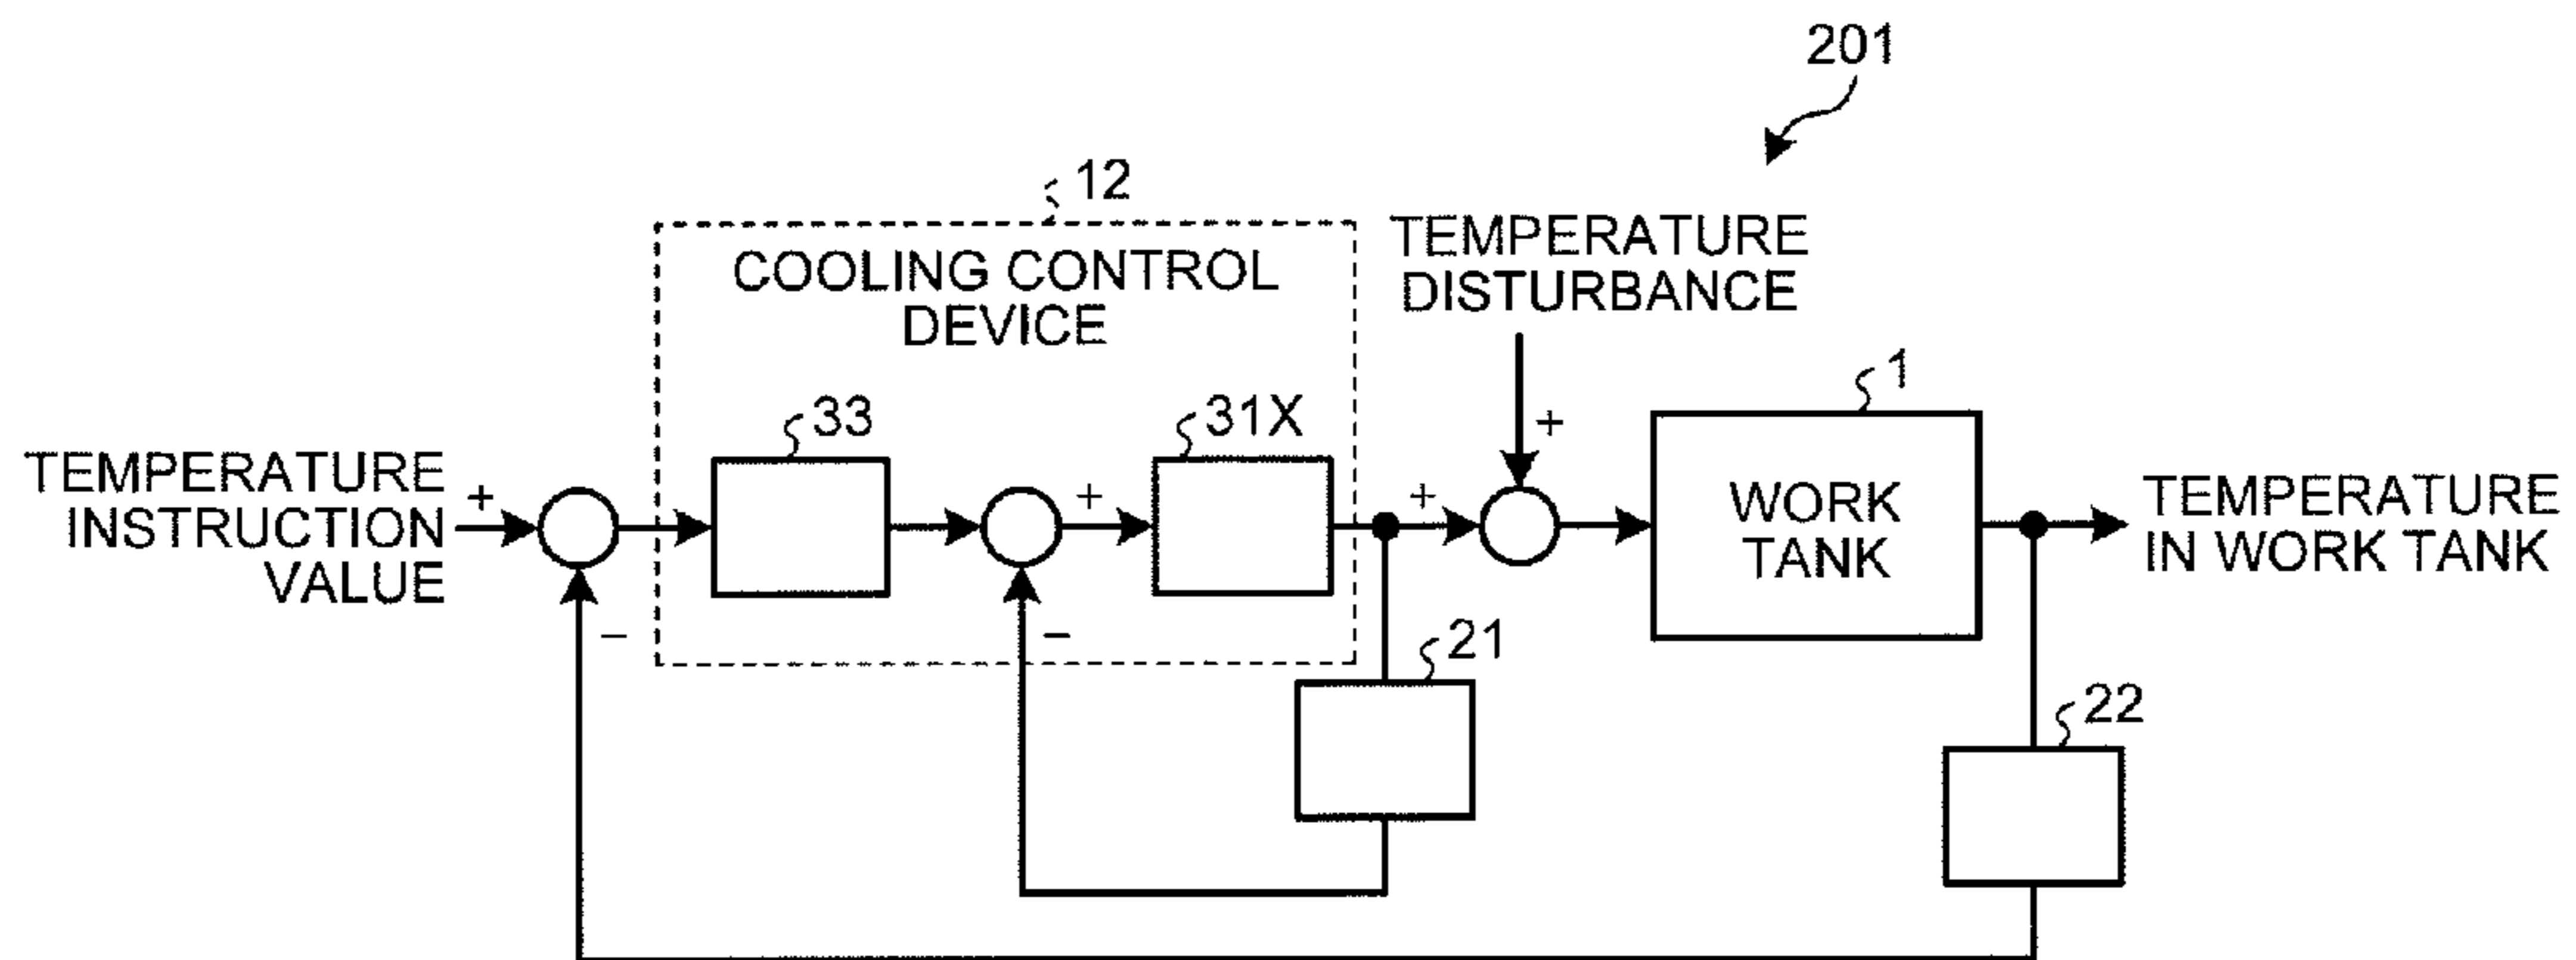 201
12
COOLING CONTROL
DEVICE
TEMPERATURE
DISTURBANCE
1
33
31X
+
TEMPERATURE
INSTRUCTION
VALUE
+
+
+
WORK
TANK
TEMPERATURE
IN WORK TANK
−
−
21
22